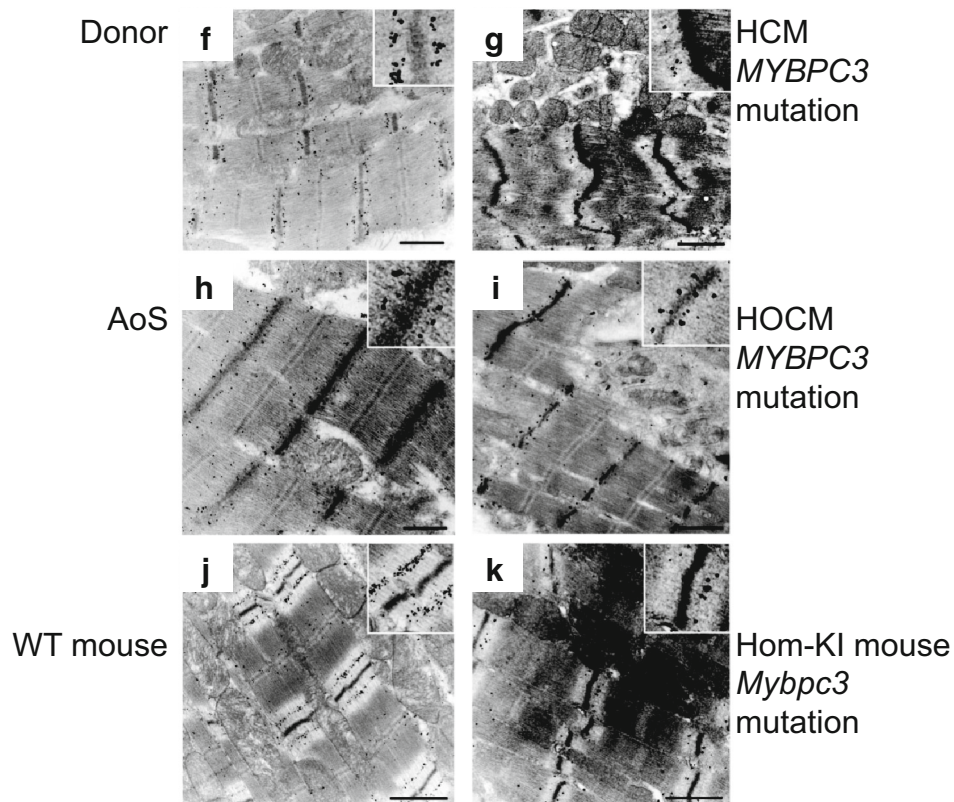 Donor
f
g
HCM
MYBPC3
mutation
h
AoS
i
HOCM
MYBPC3
mutation
j
WT mouse
k
Hom-KI mouse
Mybpc3
mutation